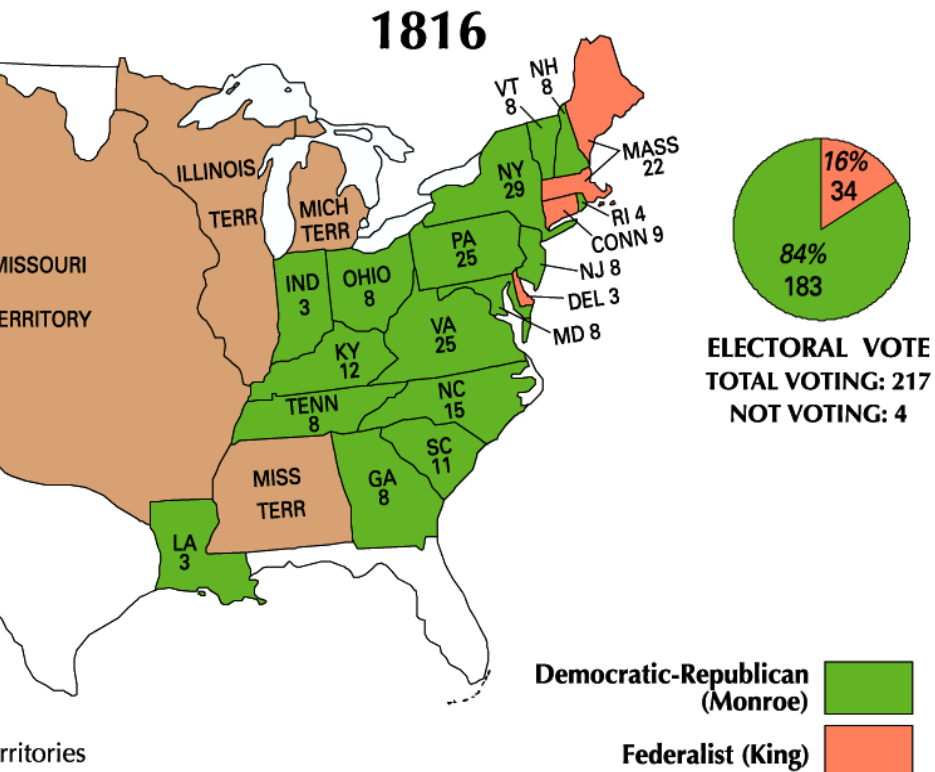 1816
NH
8
VT
8
MASS
22
ILLINOIS
TERR
NY
29
MICH
TERR
RI 4
CONN 9
PA
25
NJ 8
DEL 3
MD 8
IND
3
OHIO
8
MISSOURI
ERRITORY
VA
25
KY
12
NC
15
TENN
8
SC
11
GA
8
MISS
TERR
LA
3
16%
34
84%
183
ELECTORAL VOTE
TOTAL VOTING: 217
NOT VOTING: 4
Democratic-Republican
(Monroe)
Federalist (King)
rritories